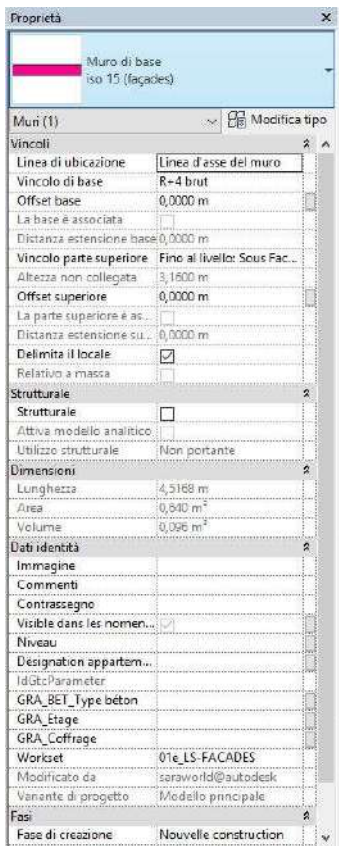 Proprietà
Muro di base
iso 15 (façades)
Muri (1)
Modifica tipo
Vincoli
Linea di ubicazione Linea d'asse del muro
Vincolo di base R+4 brut
Offset base 0,0000 m
La base è associata
Distanza estensione base 0,0000 m
Vincolo parte superiore Fino al livello: Sous Fac...
Altezza non collegata 3,1600 m
Offset superiore 0,0000 m
La parte superiore è as...
Distanza estensione su... 0,0000 m
Delimita il locale
Relativo a massa
Strutturale
Strutturale
Attiva modello analitico
Utilizzo strutturale Non portante
Dimensioni
Lunghezza 4,5168 m
Area 0,640 m²
Volume 0,096 m³
Dati identità
Immagine
Commenti
Contrassegno
Visible dans les nomen...
Niveau
Désignation appartem...
IdGtcParameter
GRA_BET_Type béton
GRA_Etage
GRA_Coffrage
Workset 01e_LS-FACADES
Modificato da saraworld@autodesk
Variante di progetto Modello principale
Fasi
Fase di creazione Nouvelle construction